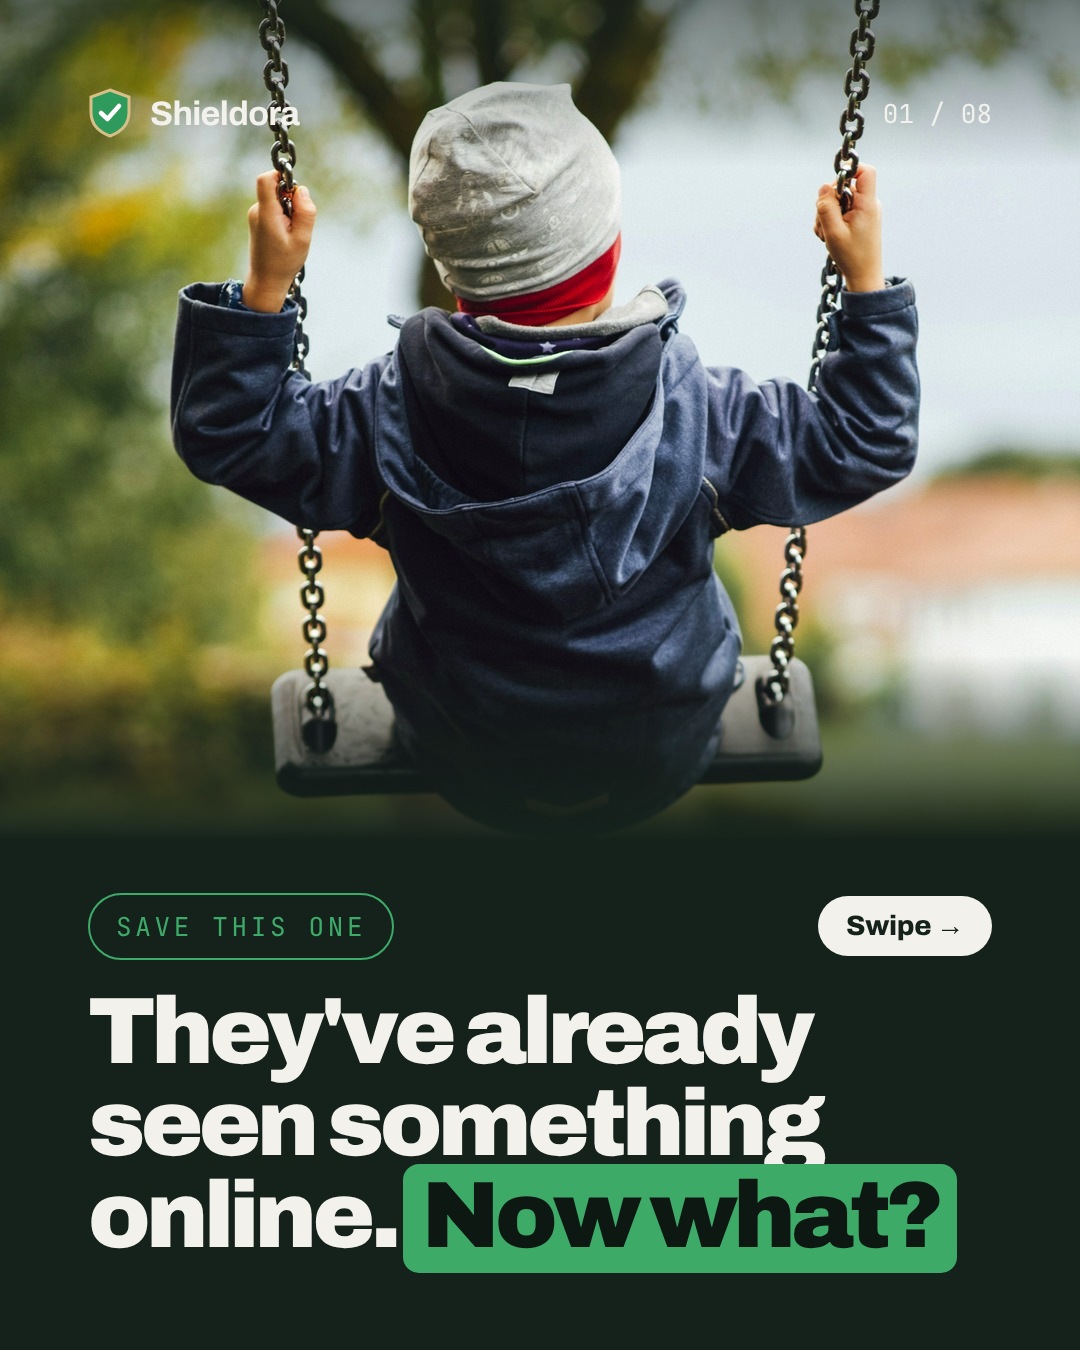 Shieldora
01 / 08
SAVE THIS ONE
Swipe →
They've already
seen something
online. Now what?